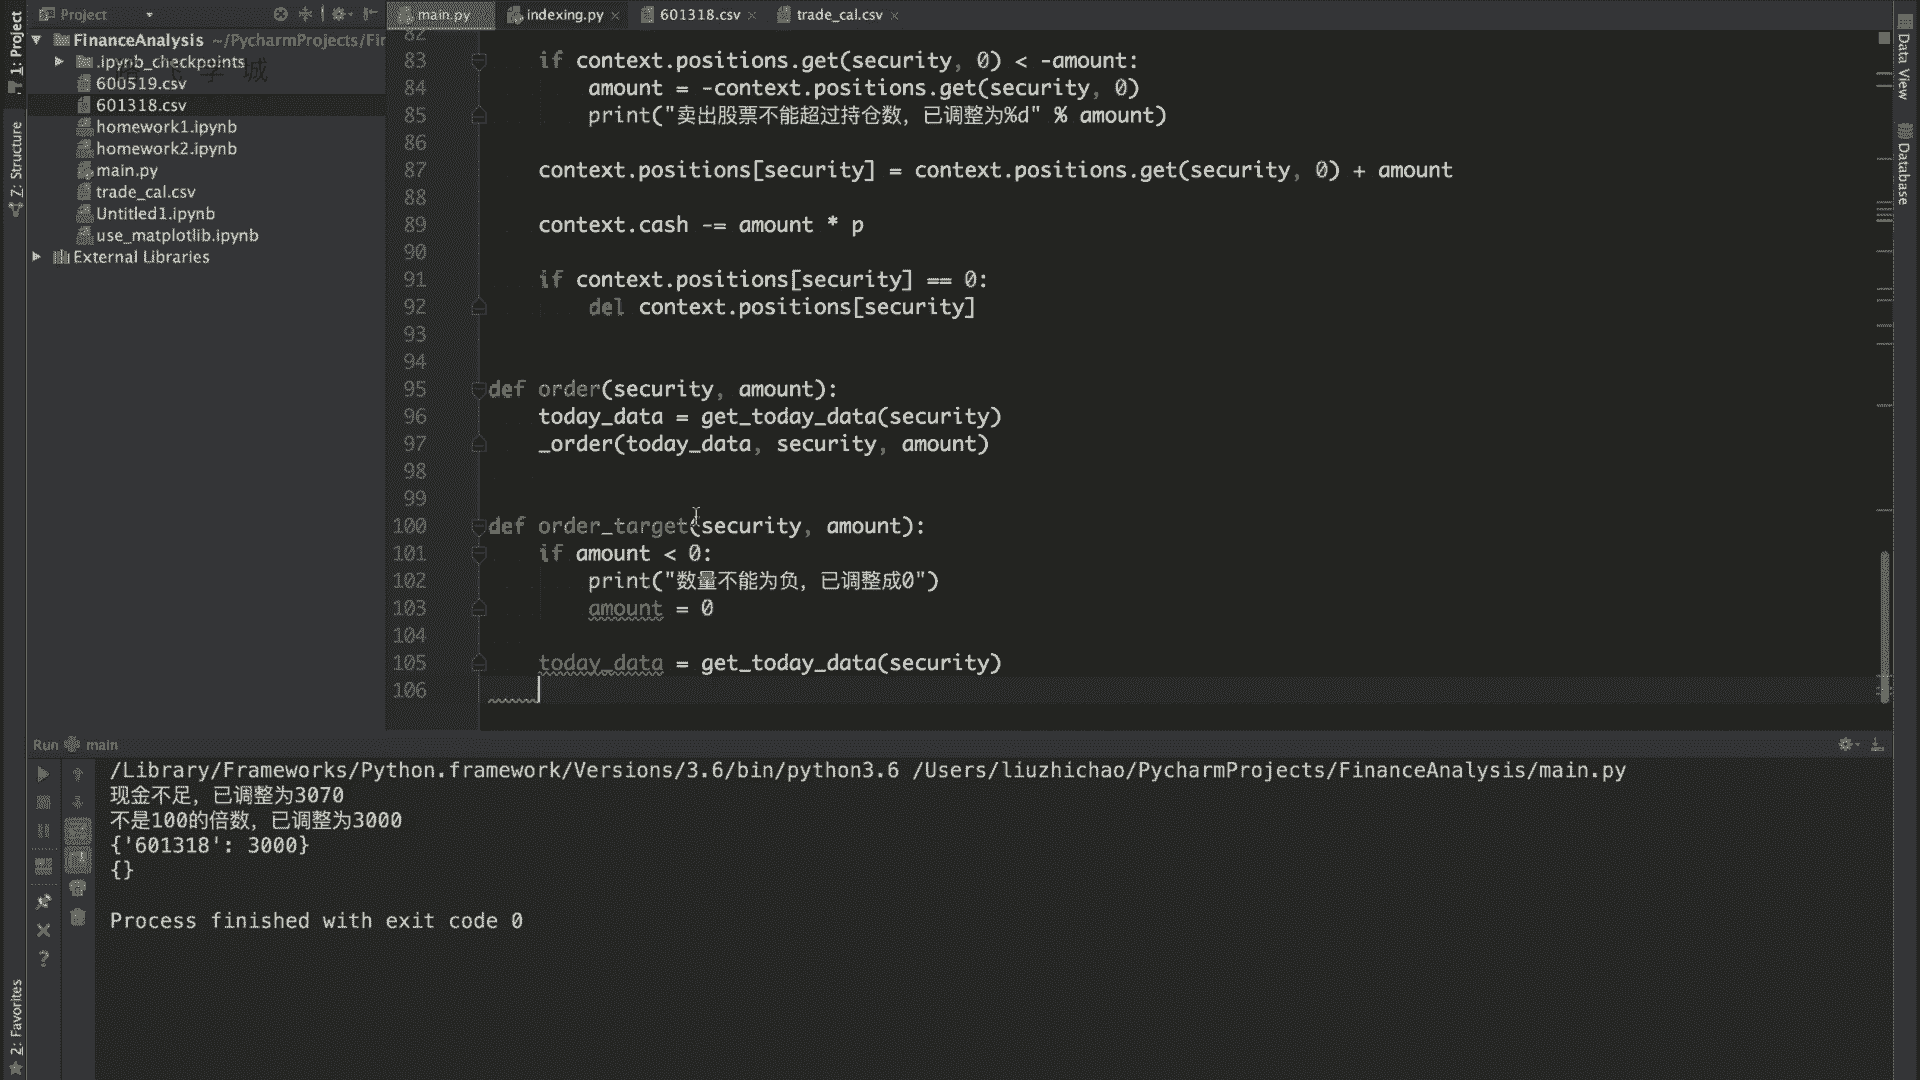 Project
main.py
indexing.py
601318.csv
trade_cal.csv
1: Project
Z: Structure
2: Favorites
Data View
Database
FinanceAnalysis ~/PycharmProjects/Fir
.ipynb_checkpoints
学 城
600519.csv
601318.csv
homework1.ipynb
homework2.ipynb
main.py
trade_cal.csv
Untitled1.ipynb
use_matplotlib.ipynb
External Libraries
82
83 if context.positions.get(security, 0) < -amount:
84 amount = -context.positions.get(security, 0)
85 print("卖出股票不能超过持仓数，已调整为%d" % amount)
86
87 context.positions[security] = context.positions.get(security, 0) + amount
88
89 context.cash -= amount * p
90
91 if context.positions[security] == 0:
92 del context.positions[security]
93
94
95 def order(security, amount):
96 today_data = get_today_data(security)
97 _order(today_data, security, amount)
98
99
100 def order_target(security, amount):
101 if amount < 0:
102 print("数量不能为负，已调整成0")
103 amount = 0
104
105 today_data = get_today_data(security)
106
Run main
/Library/Frameworks/Python.framework/Versions/3.6/bin/python3.6 /Users/liuzhichao/PycharmProjects/FinanceAnalysis/main.py
现金不足，已调整为3070
不是100的倍数，已调整为3000
{'601318': 3000}
{}
Process finished with exit code 0